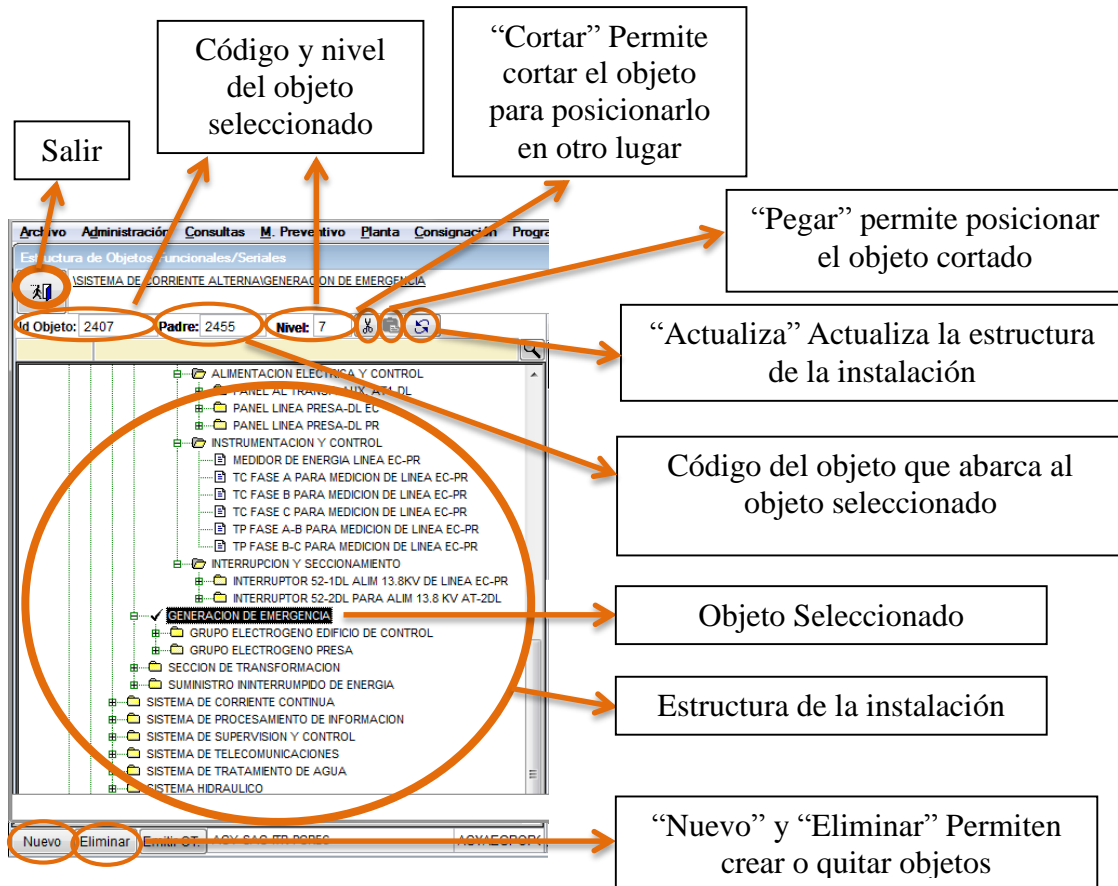 Código y nivel
del objeto
seleccionado
“Cortar” Permite
cortar el objeto
para posicionarlo
en otro lugar
Salir
“Pegar” permite posicionar
el objeto cortado
Archivo Administración Consultas M. Preventivo Planta Consignación Progra
Estructura de Objetos Funcionales/Seriales
\SISTEMA DE CORRIENTE ALTERNA\GENERACION DE EMERGENCIA
Id Objeto: 2407 Padre: 2455 Nivel: 7
“Actualiza” Actualiza la estructura
de la instalación
ALIMENTACION ELECTRICA Y CONTROL
PANEL AL TRANSF. AUX. AT1-DL
PANEL LINEA PRESA-DL EC
PANEL LINEA PRESA-DL PR
INSTRUMENTACION Y CONTROL
MEDIDOR DE ENERGIA LINEA EC-PR
TC FASE A PARA MEDICION DE LINEA EC-PR
TC FASE B PARA MEDICION DE LINEA EC-PR
TC FASE C PARA MEDICION DE LINEA EC-PR
TP FASE A-B PARA MEDICION DE LINEA EC-PR
TP FASE B-C PARA MEDICION DE LINEA EC-PR
INTERRUPCION Y SECCIONAMIENTO
INTERRUPTOR 52-1DL ALIM 13.8KV DE LINEA EC-PR
INTERRUPTOR 52-2DL PARA ALIM 13.8 KV AT-2DL
GENERACION DE EMERGENCIA
GRUPO ELECTROGENO EDIFICIO DE CONTROL
GRUPO ELECTROGENO PRESA
SECCION DE TRANSFORMACION
SUMINISTRO ININTERRUMPIDO DE ENERGIA
SISTEMA DE CORRIENTE CONTINUA
SISTEMA DE PROCESAMIENTO DE INFORMACION
SISTEMA DE SUPERVISION Y CONTROL
SISTEMA DE TELECOMUNICACIONES
SISTEMA DE TRATAMIENTO DE AGUA
SISTEMA HIDRAULICO
Código del objeto que abarca al
objeto seleccionado
Objeto Seleccionado
Estructura de la instalación
Nuevo Eliminar Emitir OT.
“Nuevo” y “Eliminar” Permiten
crear o quitar objetos